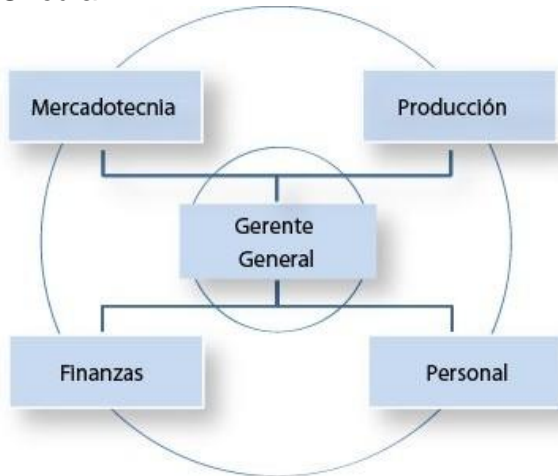 Mercadotecnia
Producción
Gerente
General
Finanzas
Personal